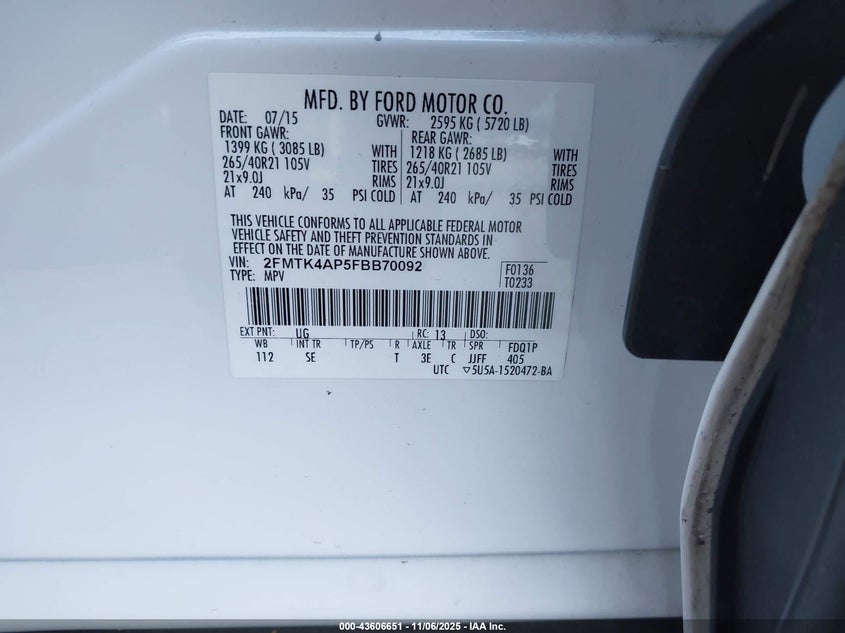 MFD. BY FORD MOTOR CO.
DATE: 07/15 GVWR: 2595 KG ( 5720 LB)
FRONT GAWR: REAR GAWR:
1399 KG ( 3085 LB) WITH 1218 KG ( 2685 LB) WITH
265/40R21 105V TIRES 265/40R21 105V TIRES
21x9.0J RIMS 21x9.0J RIMS
AT 240 kPa/ 35 PSI COLD AT 240 kPa/ 35 PSI COLD
THIS VEHICLE CONFORMS TO ALL APPLICABLE FEDERAL MOTOR
VEHICLE SAFETY AND THEFT PREVENTION STANDARDS IN
EFFECT ON THE DATE OF MANUFACTURE SHOWN ABOVE.
VIN: 2FMTK4AP5FBB70092 F0136
TYPE: MPV T0233
EXT PNT: UG RC: 13 DSO:
WB INT TR TP/PS R AXLE TR SPR FDQ1P
112 SE T 3E C JJFF 405
UTC ▽5U5A-1520472-BA
000-43606651 - 11/06/2025 - IAA Inc.